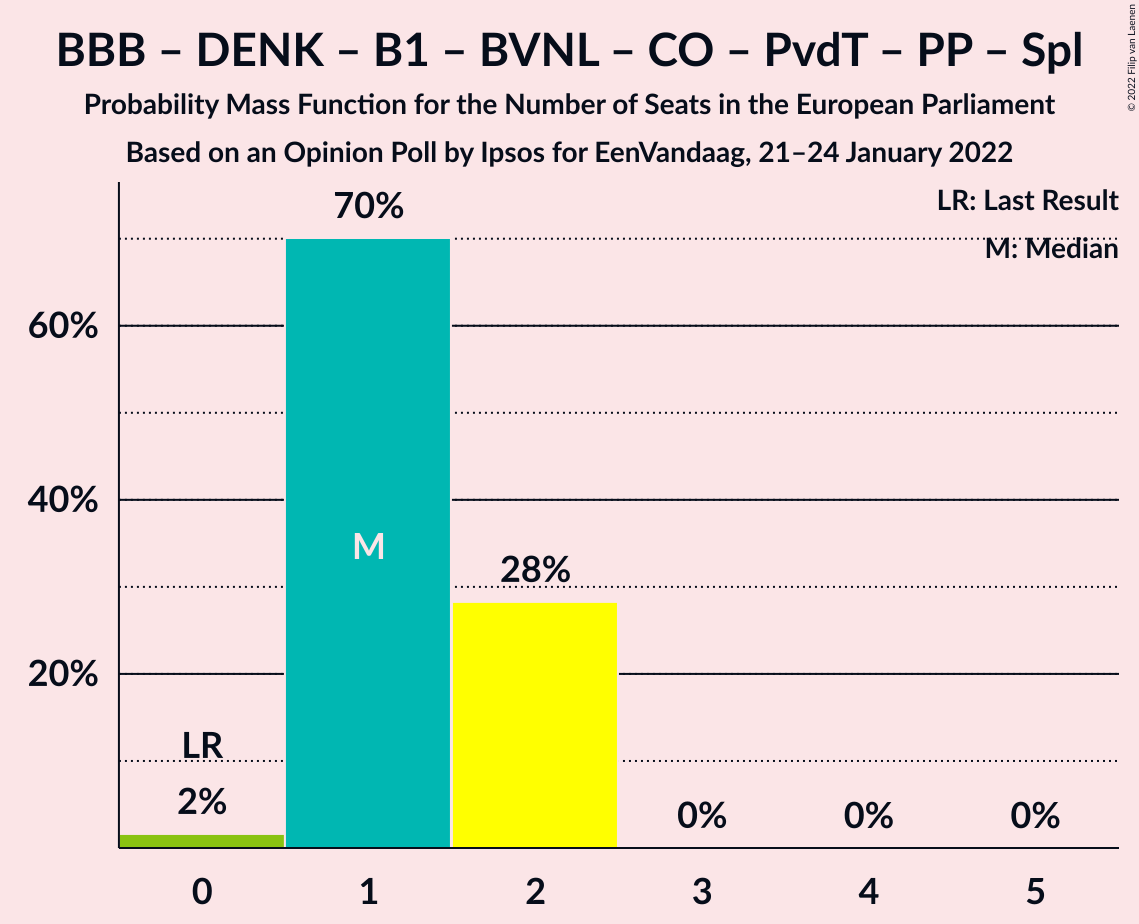 BBB – DENK – B1 – BVNL – CO – PvdT – PP – Spl
Probability Mass Function for the Number of Seats in the European Parliament
Based on an Opinion Poll by Ipsos for EenVandaag, 21–24 January 2022
© 2022 Filip van Laenen
LR: Last Result
M: Median
70%
60%
40%
M
28%
20%
LR
2%
0%
0%
0%
0
1
2
3
4
5